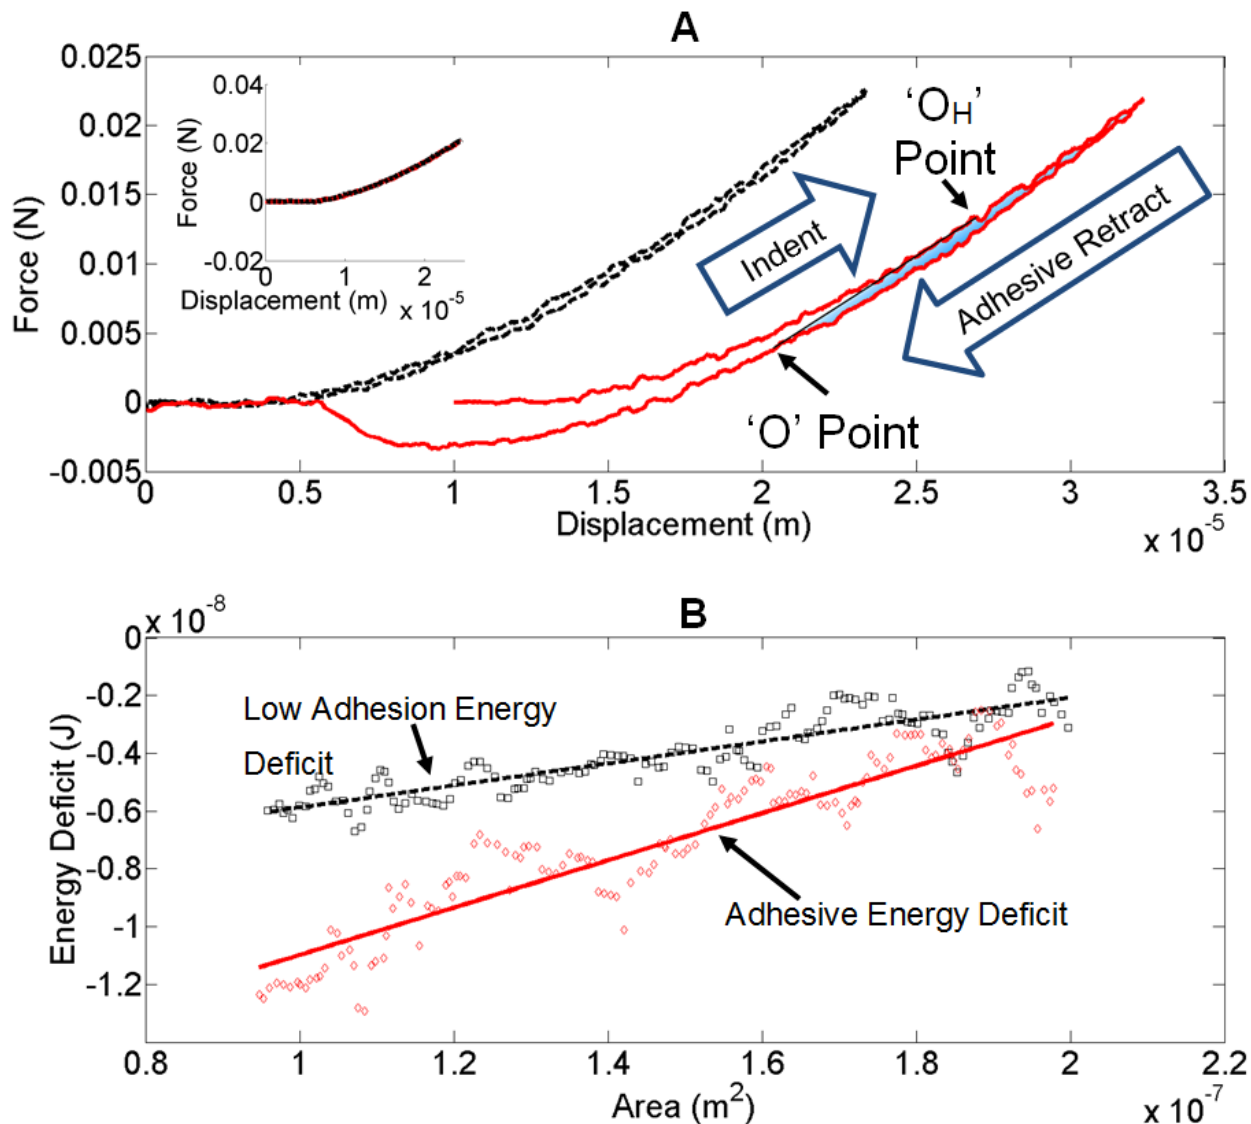 A
0.025
0.02
0.015
0.01
0.005
0
-0.005
Force (N)
0.04
0.02
0
-0.02
Force (N)
0
1
2
Displacement (m)
x 10-5
'OH'
Point
Indent
Adhesive Retract
'O' Point
0
0.5
1
1.5
2
2.5
3
3.5
Displacement (m)
x 10-5
B
x 10-8
0
-0.2
-0.4
-0.6
-0.8
-1
-1.2
Energy Deficit (J)
Low Adhesion Energy
Deficit
Adhesive Energy Deficit
0.8
1
1.2
1.4
1.6
1.8
2
2.2
Area (m2)
x 10-7